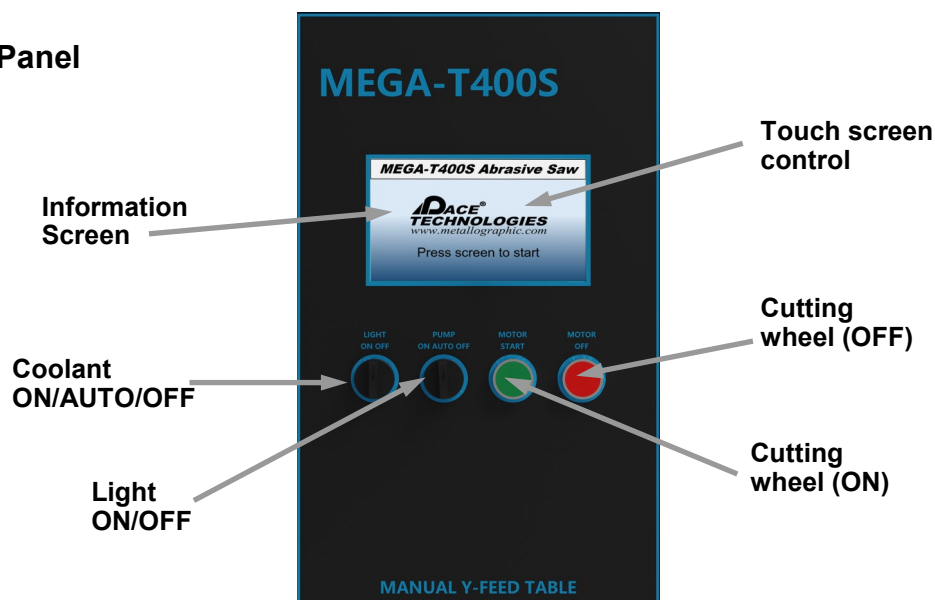 Panel
MEGA-T400S
Touch screen
control
MEGA-T400S Abrasive Saw
PACE®
TECHNOLOGIES
www.metallographic.com
Press screen to start
Information
Screen
Cutting
wheel (OFF)
LIGHT
ON OFF
PUMP
ON AUTO OFF
MOTOR
START
MOTOR
OFF
Coolant
ON/AUTO/OFF
Cutting
wheel (ON)
Light
ON/OFF
MANUAL Y-FEED TABLE